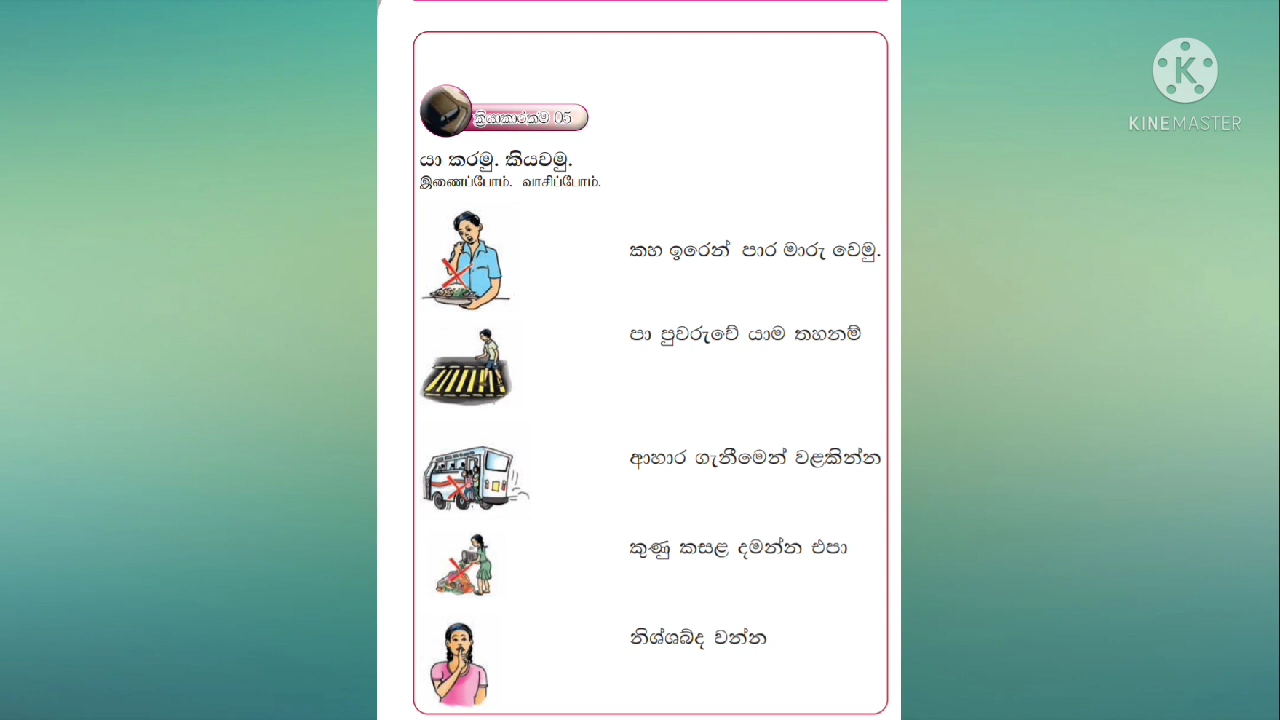 ක්‍රියාකාරකම 05
යා කරමු. කියවමු.
இணைப்போம். வாசிப்போம்.
කහ ඉරෙන් පාර මාරු වෙමු.
පා පුවරුවේ යාම තහනම්
ආහාර ගැනීමෙන් වළකින්න
කුණු කසළ දමන්න එපා
නිශ්ශබ්ද වන්න
K
KINEMASTER